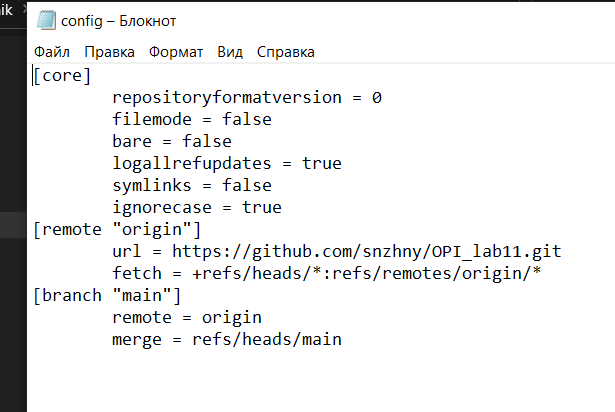 nik
config – Блокнот
Файл Правка Формат Вид Справка
[core]
repositoryformatversion = 0
filemode = false
bare = false
logallrefupdates = true
symlinks = false
ignorecase = true
[remote "origin"]
url = https://github.com/snzhny/OPI_lab11.git
fetch = +refs/heads/*:refs/remotes/origin/*
[branch "main"]
remote = origin
merge = refs/heads/main